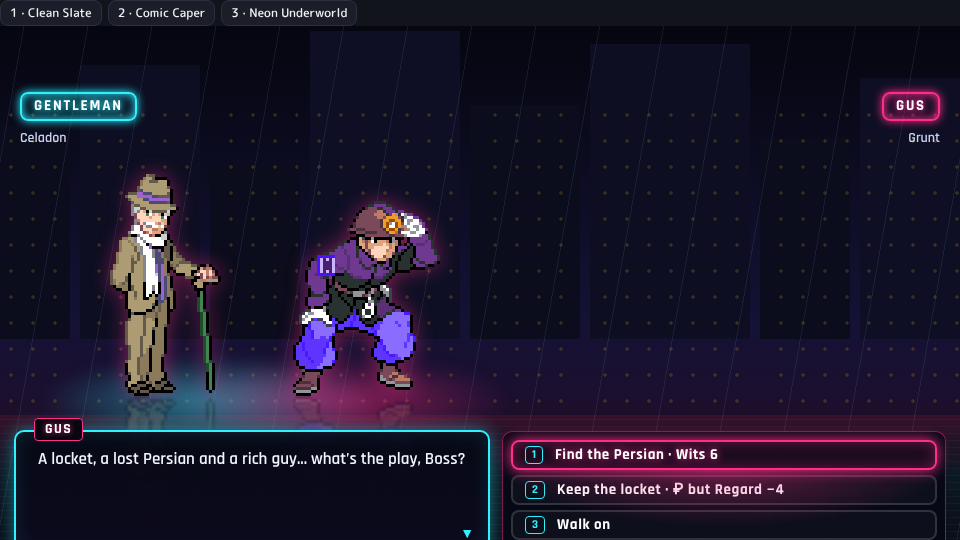 1 · Clean Slate
2 · Comic Caper
3 · Neon Underworld
GENTLEMAN
GUS
Celadon
Grunt
GUS
A locket, a lost Persian and a rich guy... what's the play, Boss?
▼
1 Find the Persian · Wits 6
2 Keep the locket · ₽ but Regard −4
3 Walk on